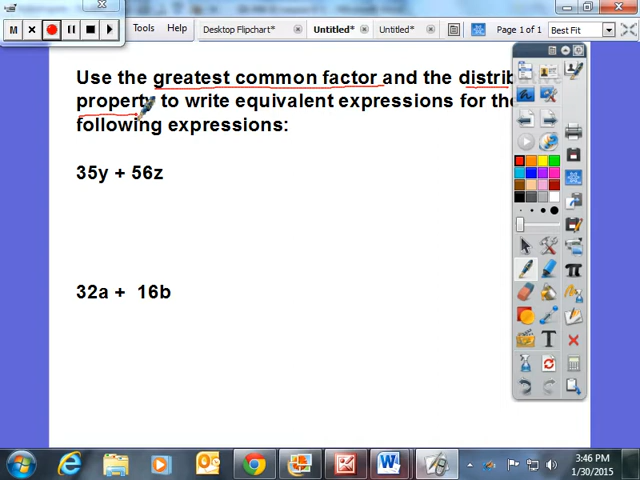 M
Tools
Desktop Flipchart*
Untitled*
Untitled*
Page 1 of 1
Best Fit
Use the greatest common factor and the distrib
property to write equivalent expressions for the
following expressions:
35y + 56z
32a + 16b
3:46 PM
1/30/2015